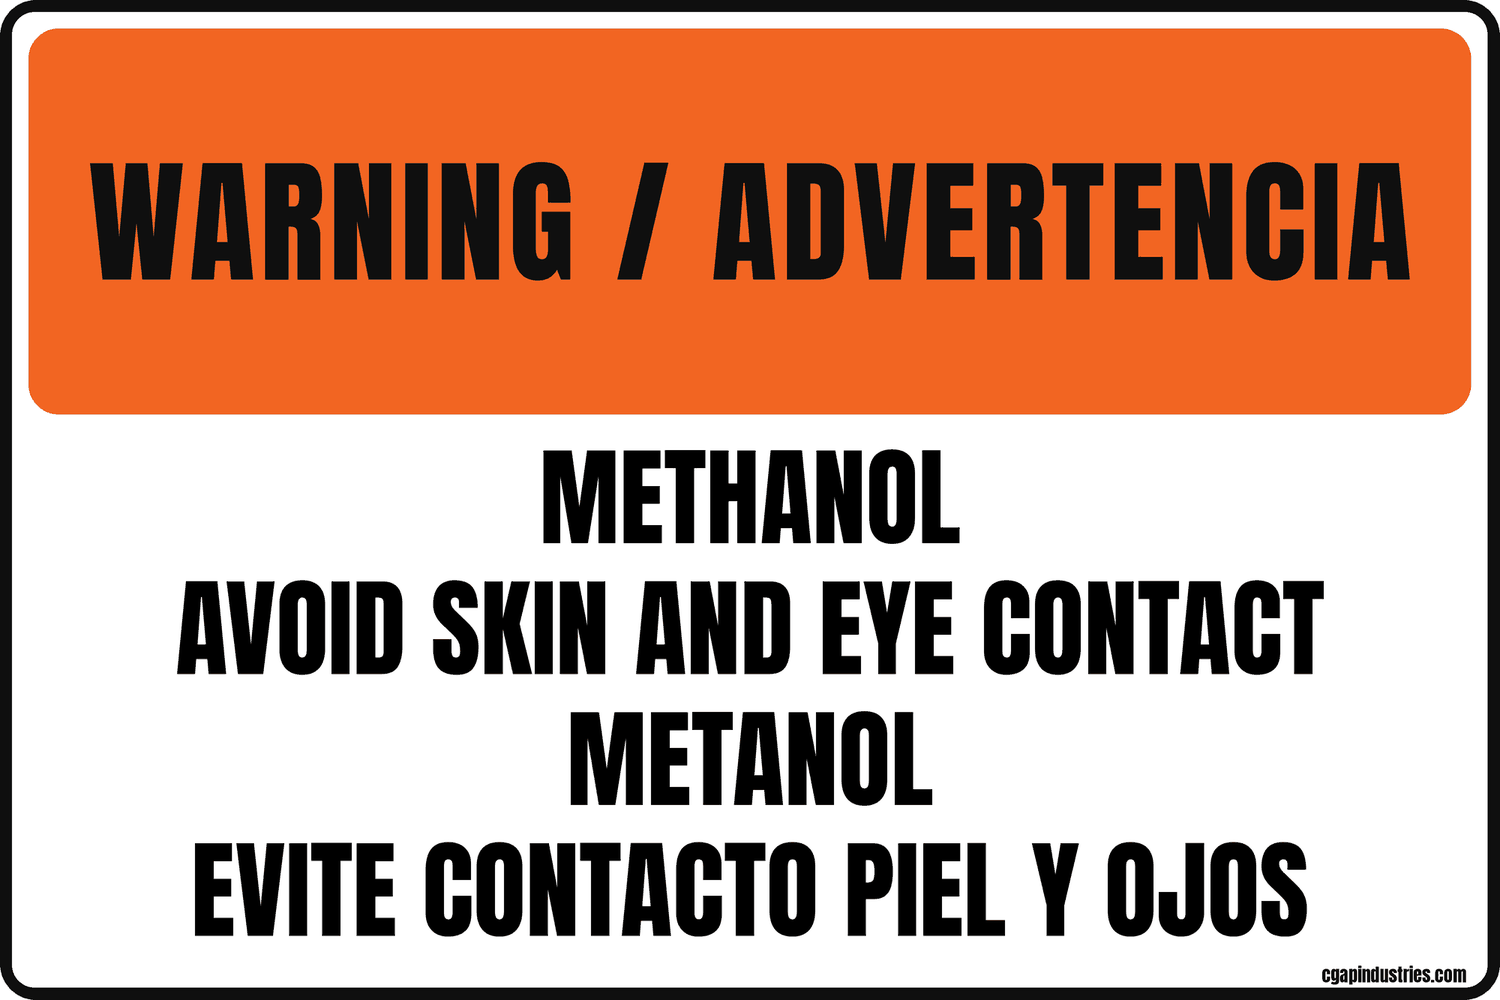 WARNING / ADVERTENCIA
METHANOL
AVOID SKIN AND EYE CONTACT
METANOL
EVITE CONTACTO PIEL Y OJOS
cgapindustries.com